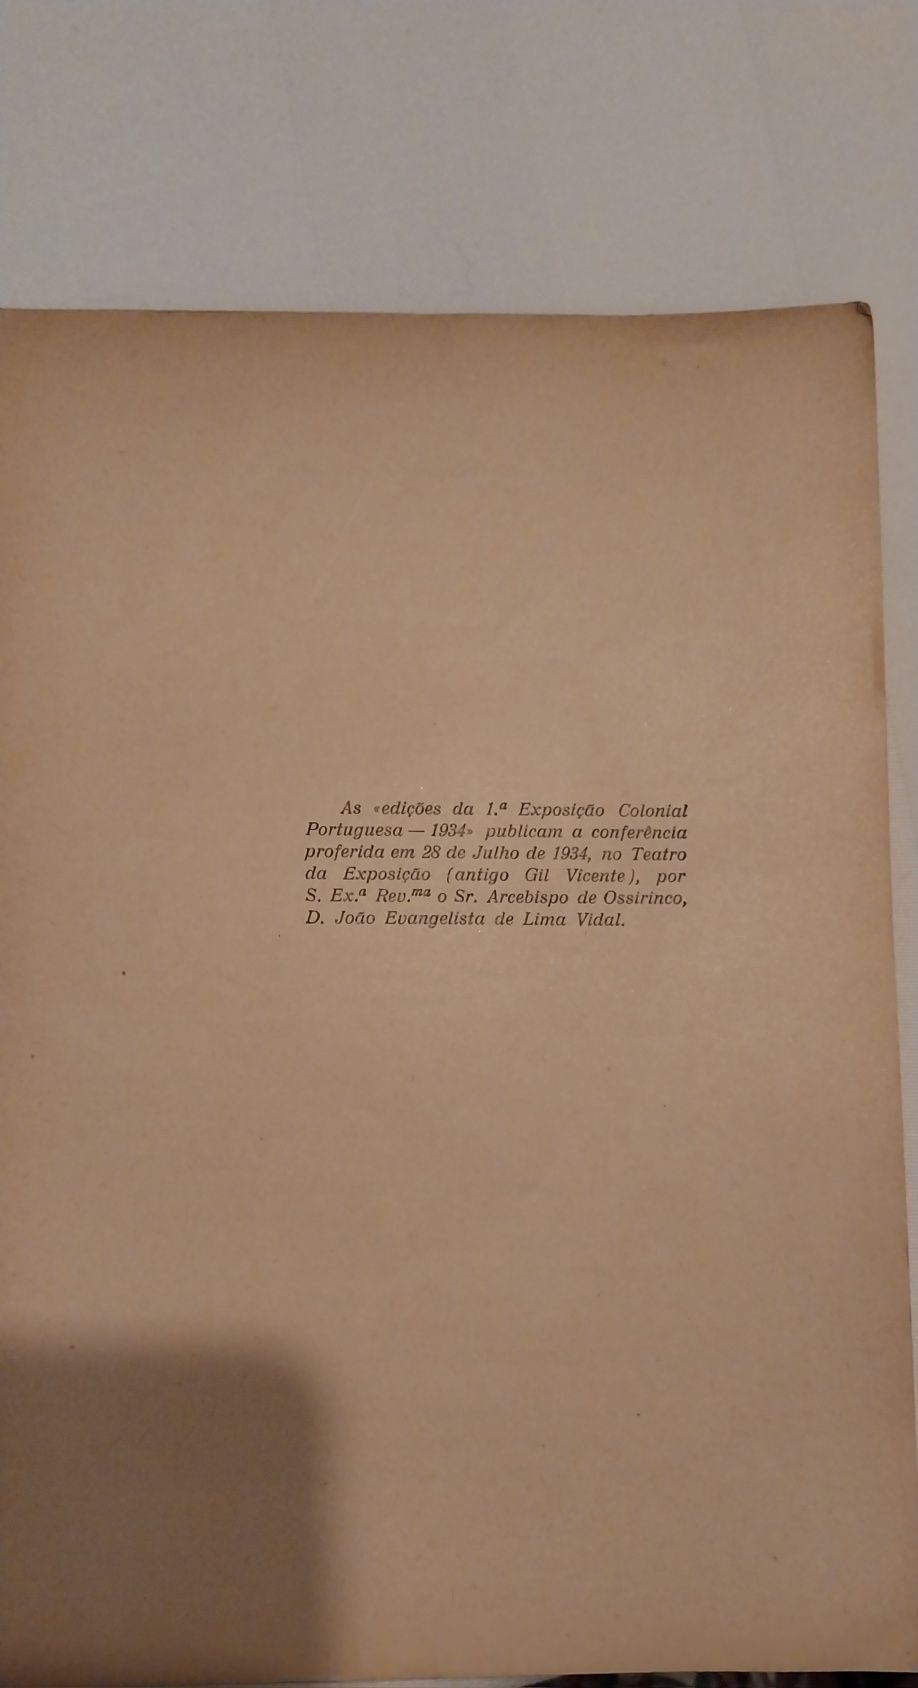 As «edições da 1.ª Exposição Colonial
Portuguesa — 1934» publicam a conferência
proferida em 28 de Julho de 1934, no Teatro
da Exposição (antigo Gil Vicente), por
S. Ex.ª Rev.ᵐᵃ o Sr. Arcebispo de Ossirinco,
D. João Evangelista de Lima Vidal.